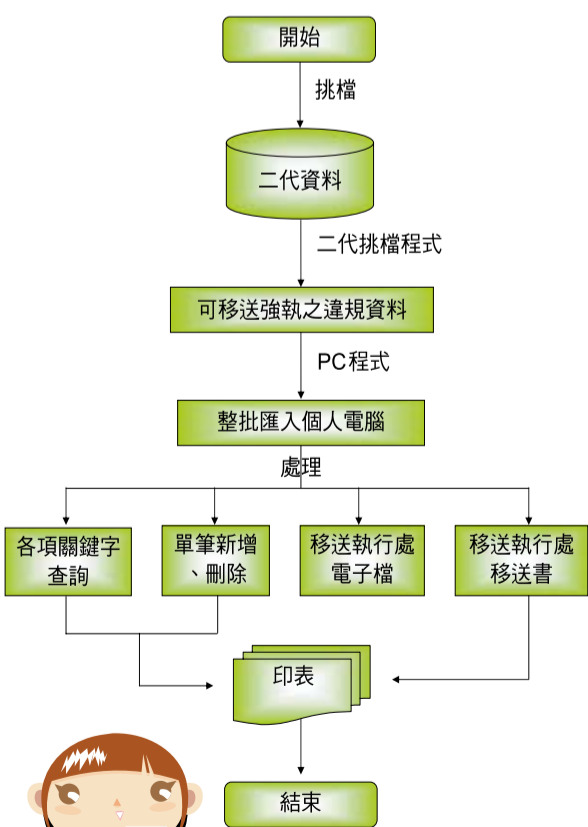 開始
挑檔
二代資料
二代挑檔程式
可移送強執之違規資料
PC程式
整批匯入個人電腦
處理
各項關鍵字
查詢
單筆新增
、刪除
移送執行處
電子檔
移送執行處
移送書
印表
結束